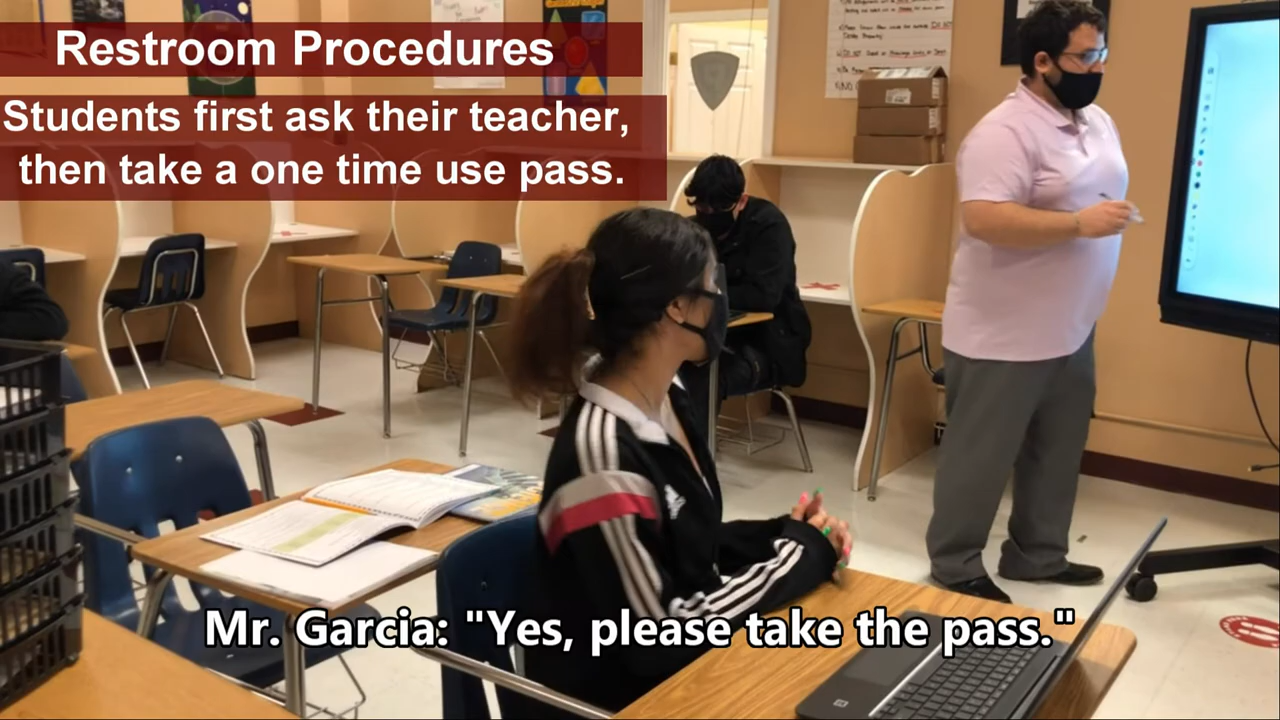 Restroom Procedures
Students first ask their teacher,
then take a one time use pass.
Mr. Garcia: "Yes, please take the pass."